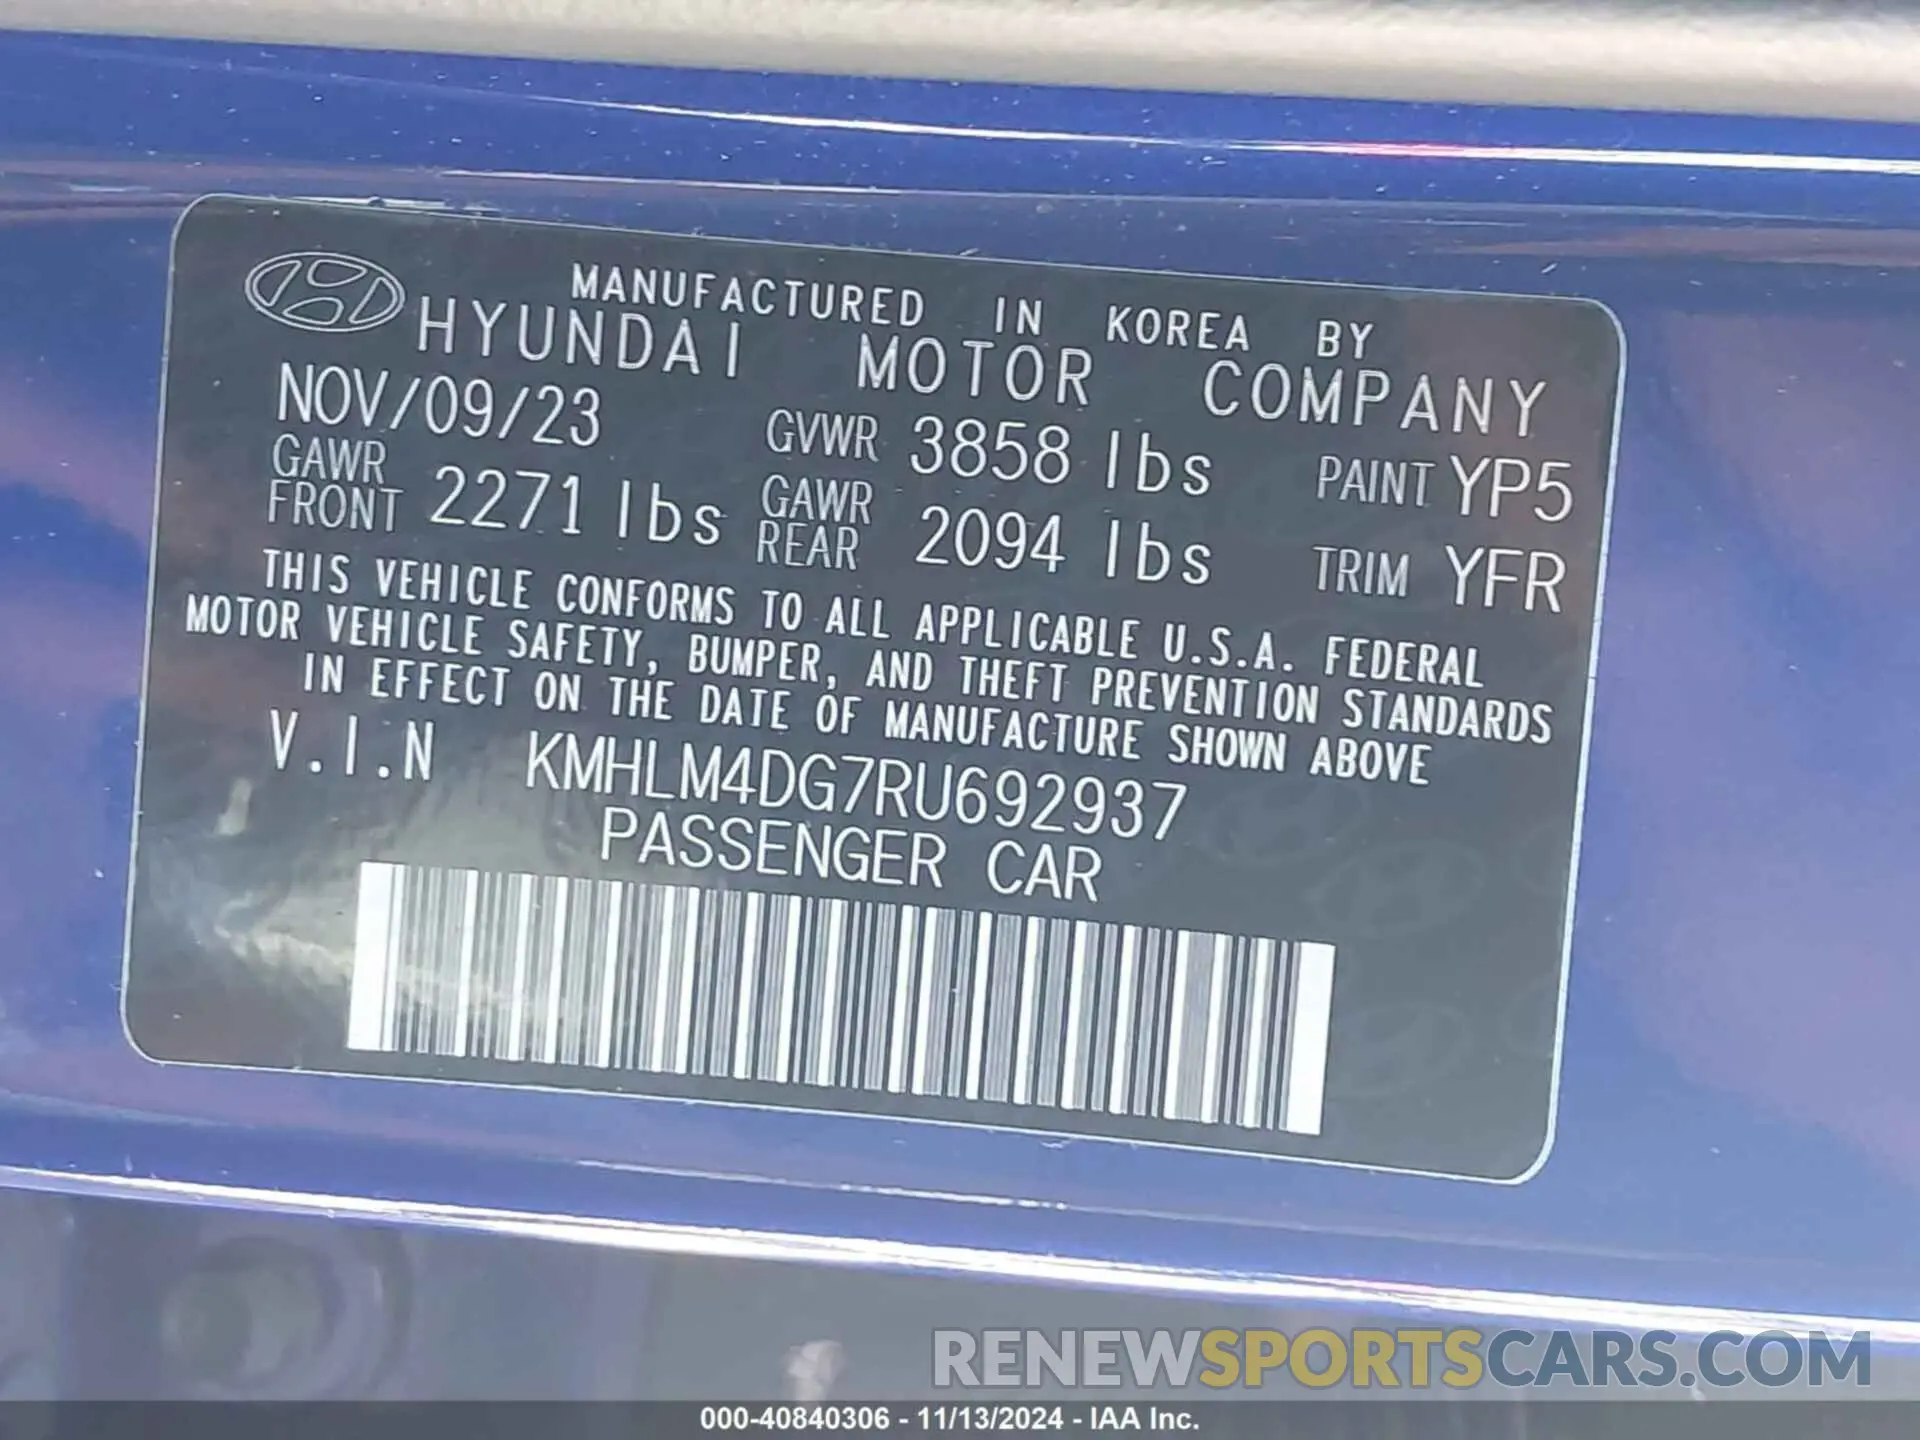 MANUFACTURED IN KOREA BY
HYUNDAI MOTOR COMPANY
NOV/09/23 GVWR 3858 lbs PAINT YP5
GAWR FRONT 2271 lbs GAWR REAR 2094 lbs TRIM YFR
THIS VEHICLE CONFORMS TO ALL APPLICABLE U.S.A. FEDERAL
MOTOR VEHICLE SAFETY, BUMPER, AND THEFT PREVENTION STANDARDS
IN EFFECT ON THE DATE OF MANUFACTURE SHOWN ABOVE
V.I.N KMHLM4DG7RU692937
PASSENGER CAR
RENEWSPORTSCARS.COM
000-40840306 - 11/13/2024 - IAA Inc.